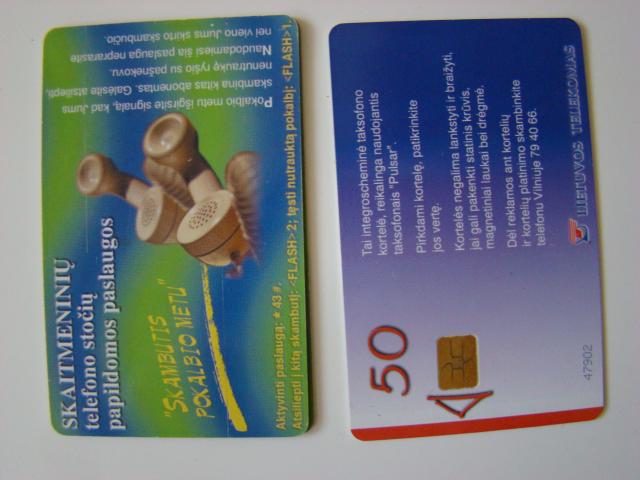 SKAITMENINIŲ
telefono stočių
papildomos paslaugos
"SKAMBUTIS
POKALBIO METU"
Pokalbio metu išgirsite signalą, kad Jums
skambina kitas abonentas. Galėsite atsiliepti,
nenutraukę ryšio su pašnekovu.
Naudodamiesi šia paslauga neprarasite
nei vieno Jums skirto skambučio.
Aktyvinti paslaugą: ★ 43 #.
Atsiliepti į kitą skambutį: <FLASH>2; tęsti nutrauktą pokalbį: <FLASH>1.
Tai integroscheminė taksofono
kortelė, reikalinga naudojantis
taksofonais "Pulsar".
Pirkdami kortelę, patikrinkite
jos vertę.
Kortelės negalima lankstyti ir braižyti,
jai gali pakenkti statinis krūvis,
magnetiniai laukai bei drėgmė.
Dėl reklamos ant kortelių
ir kortelių platinimo skambinkite
telefonu Vilniuje 79 40 66.
LIETUVOS TELEKOMAS
50
47902